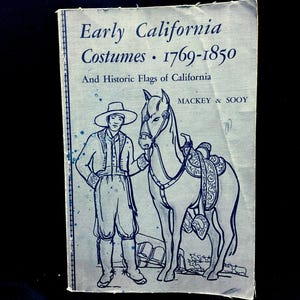 Early California
Costumes · 1769-1850
And Historic Flags of California
MACKEY & SOOY